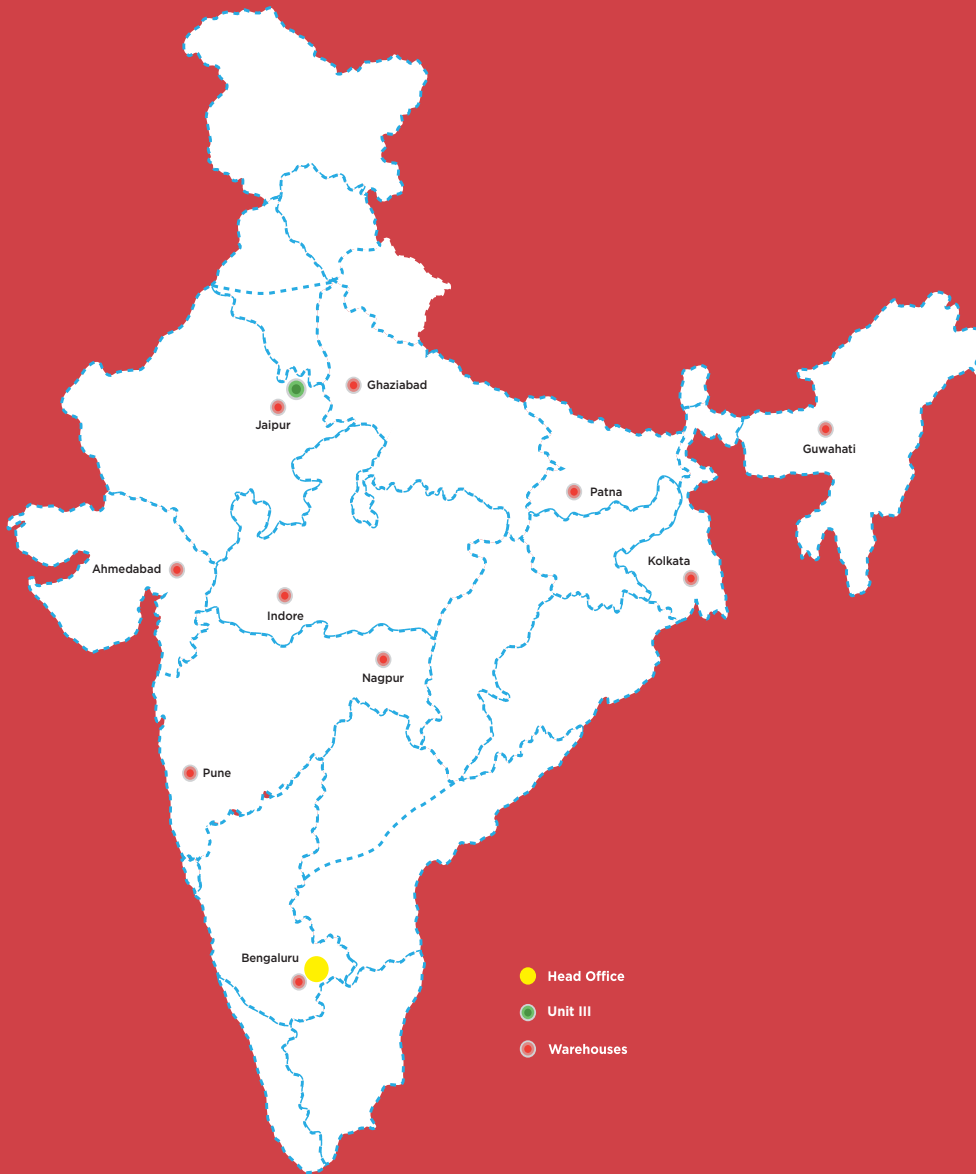 Ghaziabad
Jaipur
Guwahati
Patna
Kolkata
Ahmedabad
Indore
Nagpur
Pune
Bengaluru
Head Office
Unit III
Warehouses